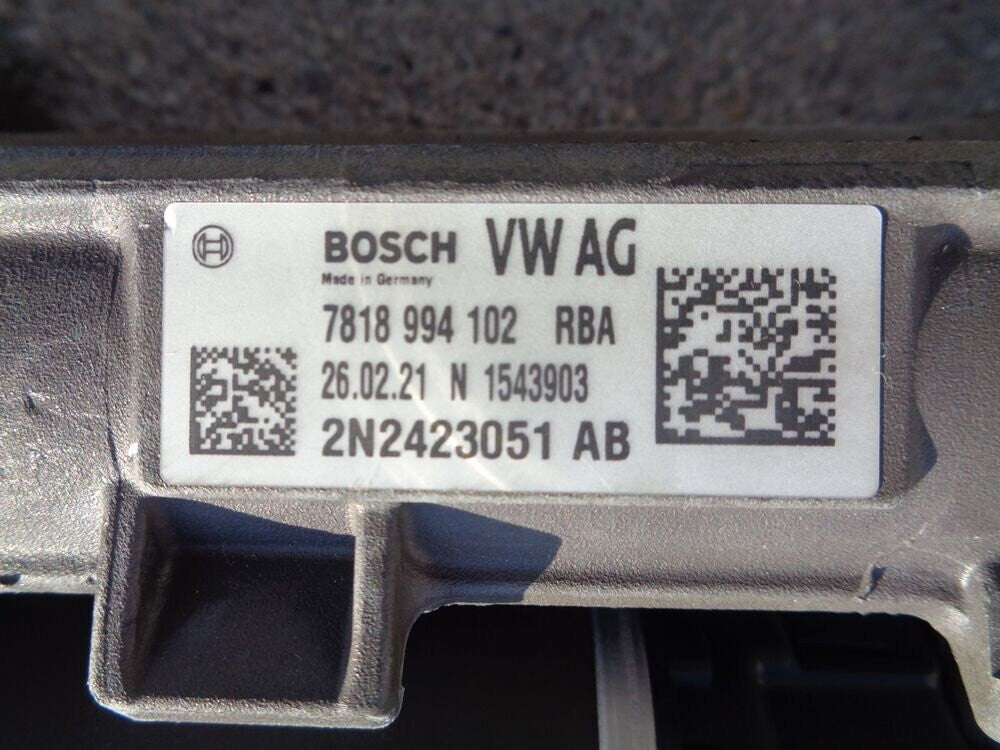 BOSCH VW AG
Made in Germany
7818 994 102 RBA
26.02.21 N 1543903
2N2423051 AB